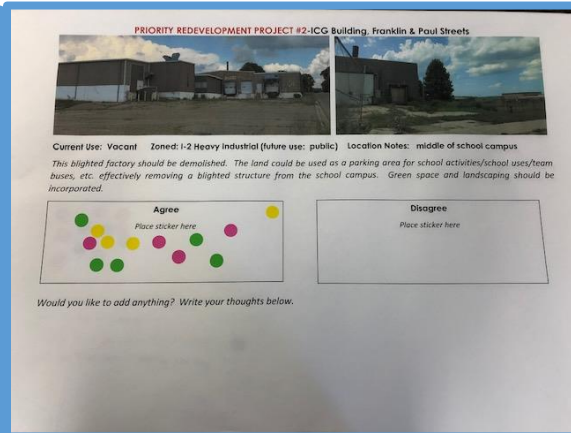 PRIORITY REDEVELOPMENT PROJECT #2-ICG Building, Franklin & Paul Streets
Current Use: Vacant Zoned: I-2 Heavy Industrial (future use: public) Location Notes: middle of school campus
This blighted factory should be demolished. The land could be used as a parking area for school activities/school uses/team
buses, etc. effectively removing a blighted structure from the school campus. Green space and landscaping should be
incorporated.
Agree
Place sticker here
Disagree
Place sticker here
Would you like to add anything? Write your thoughts below.